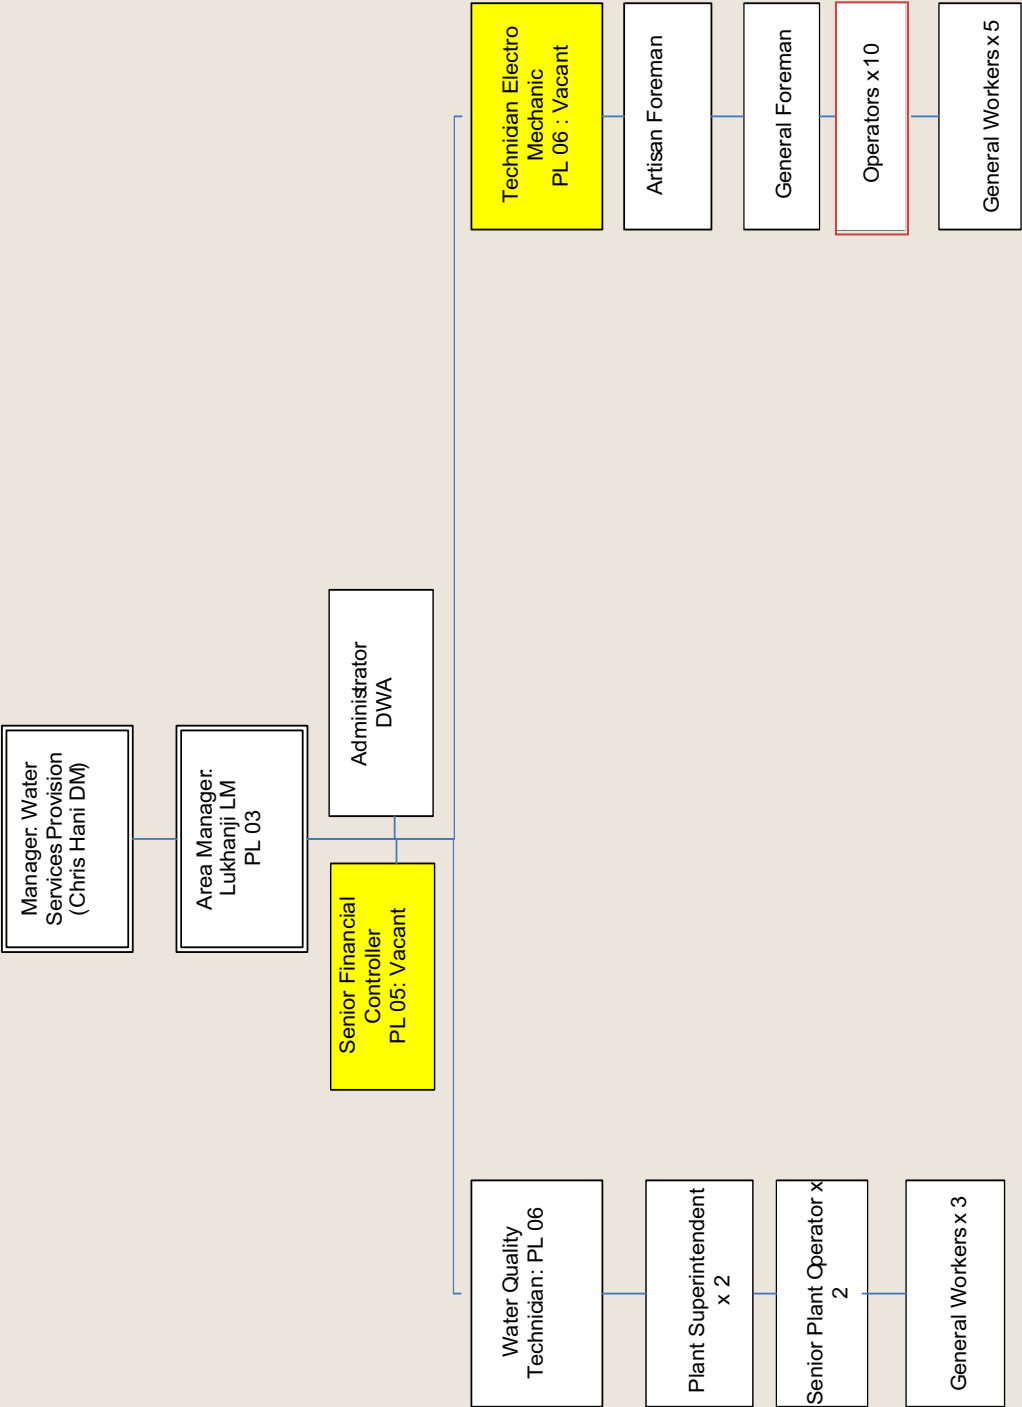 Manager: Water
Services Provision
(Chris Hani DM)
Area Manager:
Lukhanji LM
PL 03
Senior Financial
Controller
PL 05: Vacant
Administrator
DWA
Water Quality
Technician: PL 06
Plant Superintendent
x 2
Senior Plant Operator x
2
General Workers x 3
Technician Electro
Mechanic
PL 06 : Vacant
Artisan Foreman
General Foreman
Operators x 10
General Workers x 5